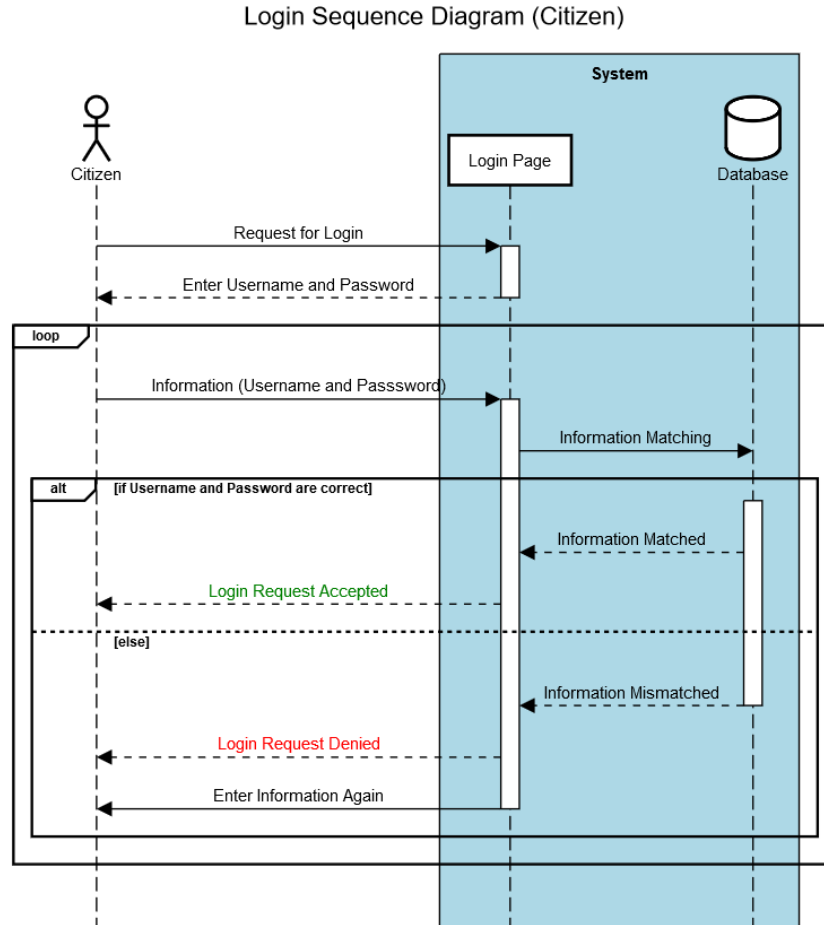 Login Sequence Diagram (Citizen)
System
Citizen
Login Page
Database
Request for Login
Enter Username and Password
loop
Information (Username and Passsword)
Information Matching
alt
[if Username and Password are correct]
Information Matched
Login Request Accepted
[else]
Information Mismatched
Login Request Denied
Enter Information Again